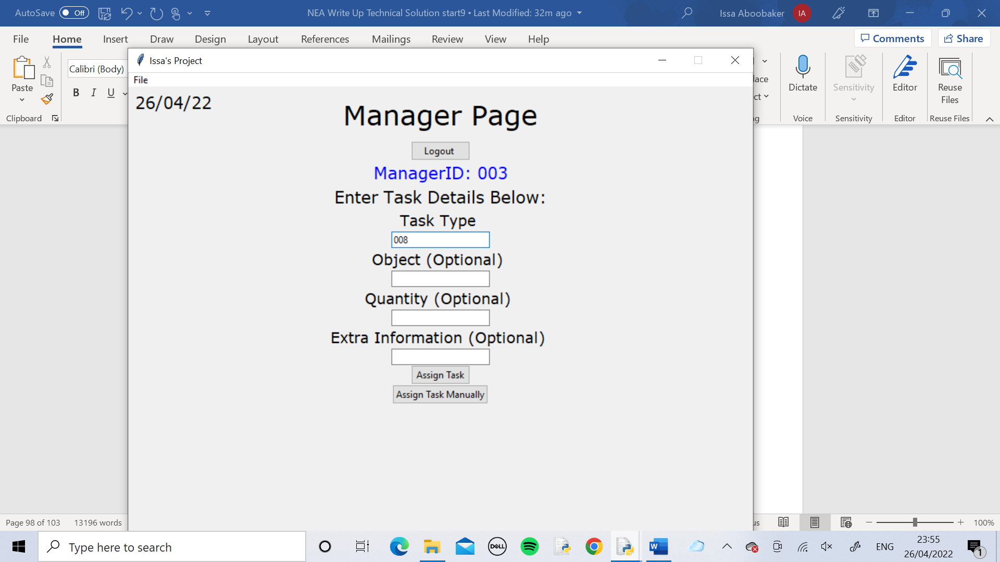 AutoSave Off NEA Write Up Technical Solution start9 • Last Modified: 32m ago Issa Aboobaker IA
File Home Insert Draw Design Layout References Mailings Review View Help Comments Share
Paste
Clipboard
Calibri (Body)
B I U
Issa's Project
File
26/04/22
Manager Page
Logout
ManagerID: 003
Enter Task Details Below:
Task Type
008
Object (Optional)
Quantity (Optional)
Extra Information (Optional)
Assign Task
Assign Task Manually
lace
ct
ng
Dictate
Voice
Sensitivity
Sensitivity
Editor
Editor
Reuse
Files
Reuse Files
Page 98 of 103 13196 words
us
100%
Type here to search
DELL
W
ENG
23:55
26/04/2022
1